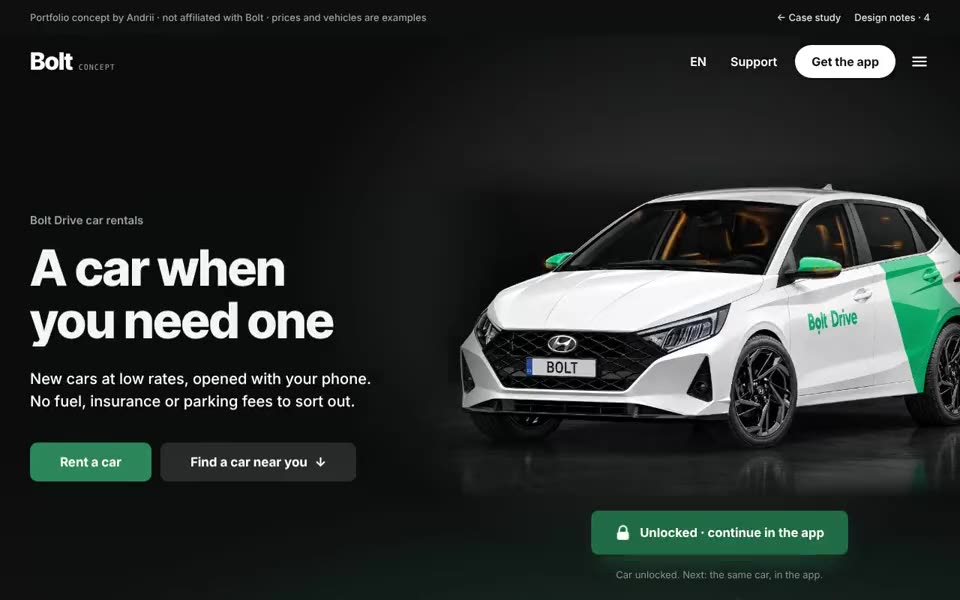 Portfolio concept by Andrii · not affiliated with Bolt · prices and vehicles are examples
← Case study Design notes · 4
Bolt CONCEPT
EN Support Get the app
Bolt Drive car rentals
A car when
you need one
New cars at low rates, opened with your phone.
No fuel, insurance or parking fees to sort out.
Rent a car
Find a car near you ↓
Bolt Drive
BOLT
Unlocked · continue in the app
Car unlocked. Next: the same car, in the app.